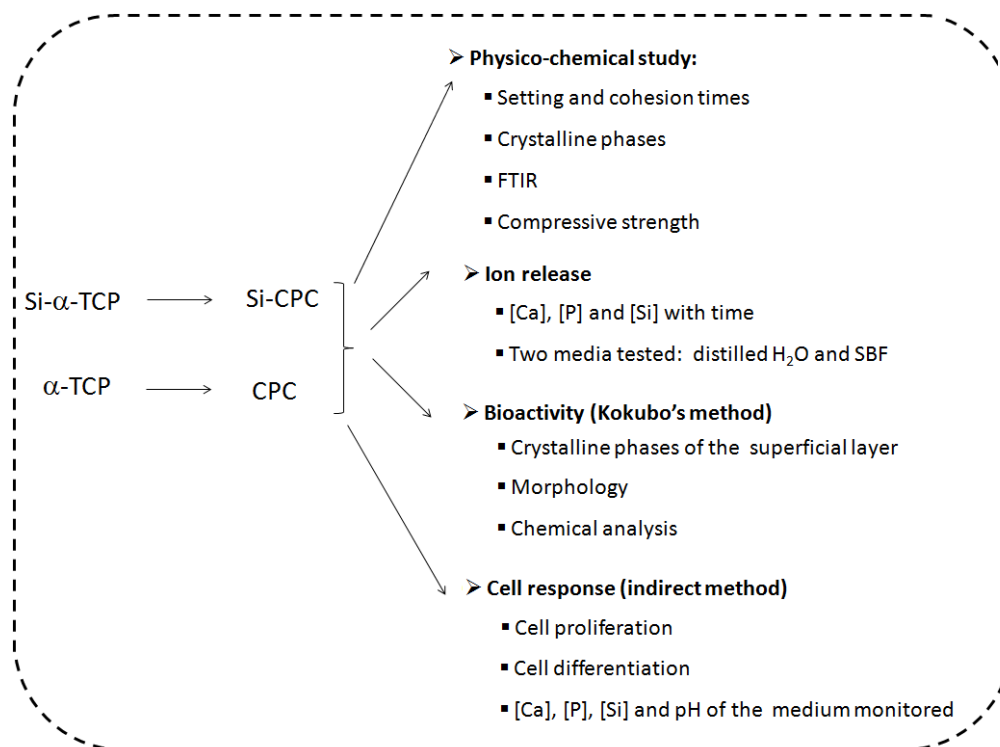 ➢ Physico-chemical study:
▪ Setting and cohesion times
▪ Crystalline phases
▪ FTIR
▪ Compressive strength
Si-α-TCP
Si-CPC
α-TCP
CPC
➢ Ion release
▪ [Ca], [P] and [Si] with time
▪ Two media tested: distilled H₂O and SBF
➢ Bioactivity (Kokubo's method)
▪ Crystalline phases of the superficial layer
▪ Morphology
▪ Chemical analysis
➢ Cell response (indirect method)
▪ Cell proliferation
▪ Cell differentiation
▪ [Ca], [P], [Si] and pH of the medium monitored